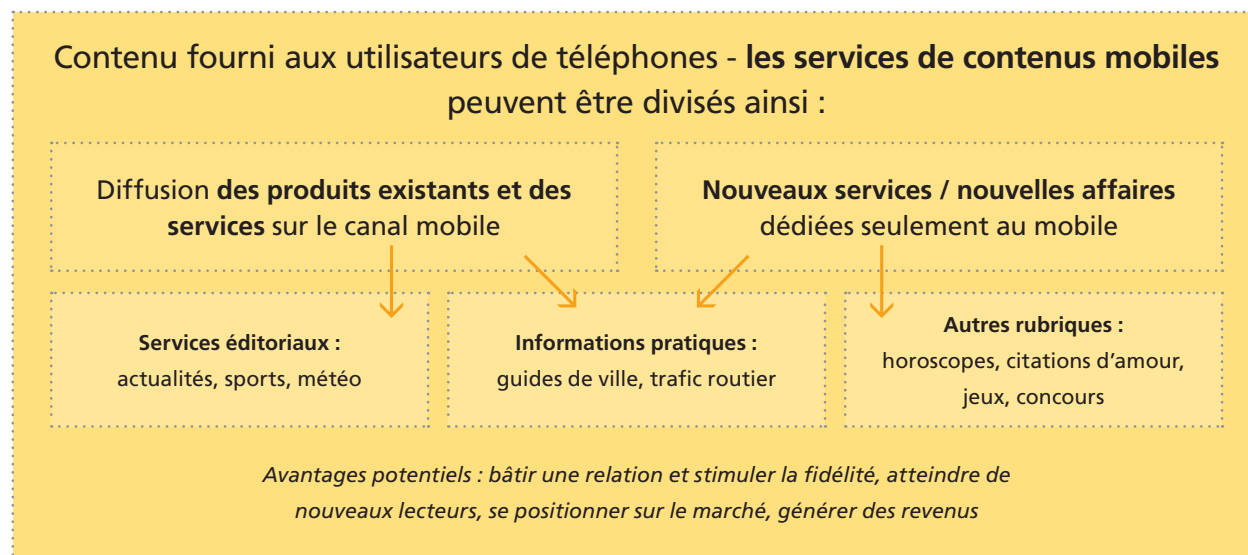 Contenu fourni aux utilisateurs de téléphones - les services de contenus mobiles
peuvent être divisés ainsi :
Diffusion des produits existants et des
services sur le canal mobile
Nouveaux services / nouvelles affaires
dédiées seulement au mobile
Services éditoriaux :
actualités, sports, météo
Informations pratiques :
guides de ville, trafic routier
Autres rubriques :
horoscopes, citations d’amour,
jeux, concours
Avantages potentiels : bâtir une relation et stimuler la fidélité, atteindre de
nouveaux lecteurs, se positionner sur le marché, générer des revenus